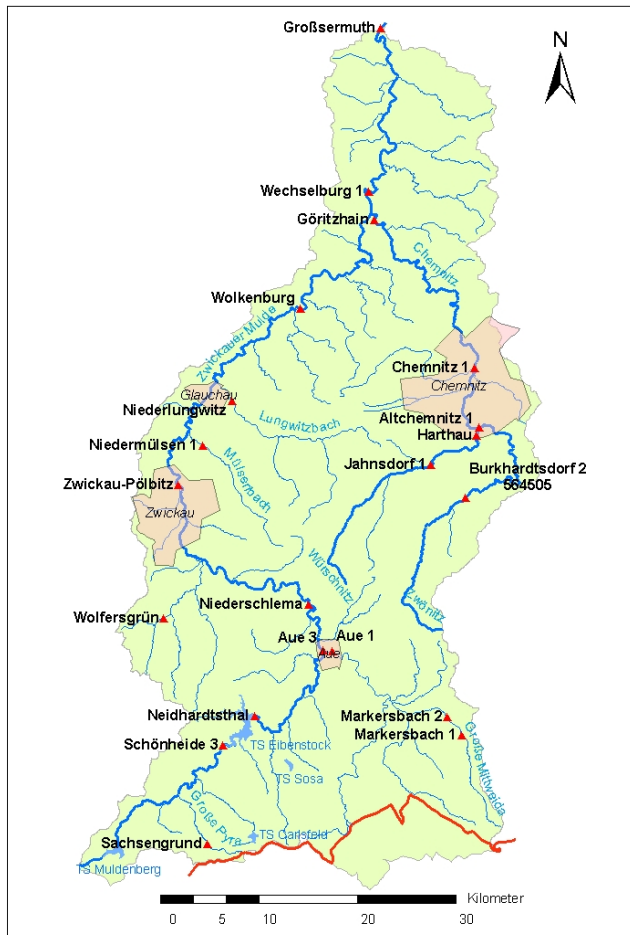 Großsermuth
N
Wechselburg 1
Göritzhain
Chemnitz
Wolkenburg
Zwickauer Mulde
Chemnitz 1
Chemnitz
Glauchau
Niederlungwitz
Lungwitzbach
Altchemnitz 1
Harthau
Niedermülsen 1
Mülsenbach
Jahnsdorf 1
Burkhardtsdorf 2
564505
Zwickau-Pölbitz
Zwickau
Würschnitz
Zwönitz
Niederschlema
Wolfersgrün
Aue 3
Aue 1
Aue
Neidhardtsthal
Markersbach 2
Markersbach 1
Große Mittweida
Schönheide 3
TS Eibenstock
TS Sosa
Große Pyra
TS Carlsfeld
Sachsengrund
TS Muldenberg
Kilometer
0 5 10 20 30